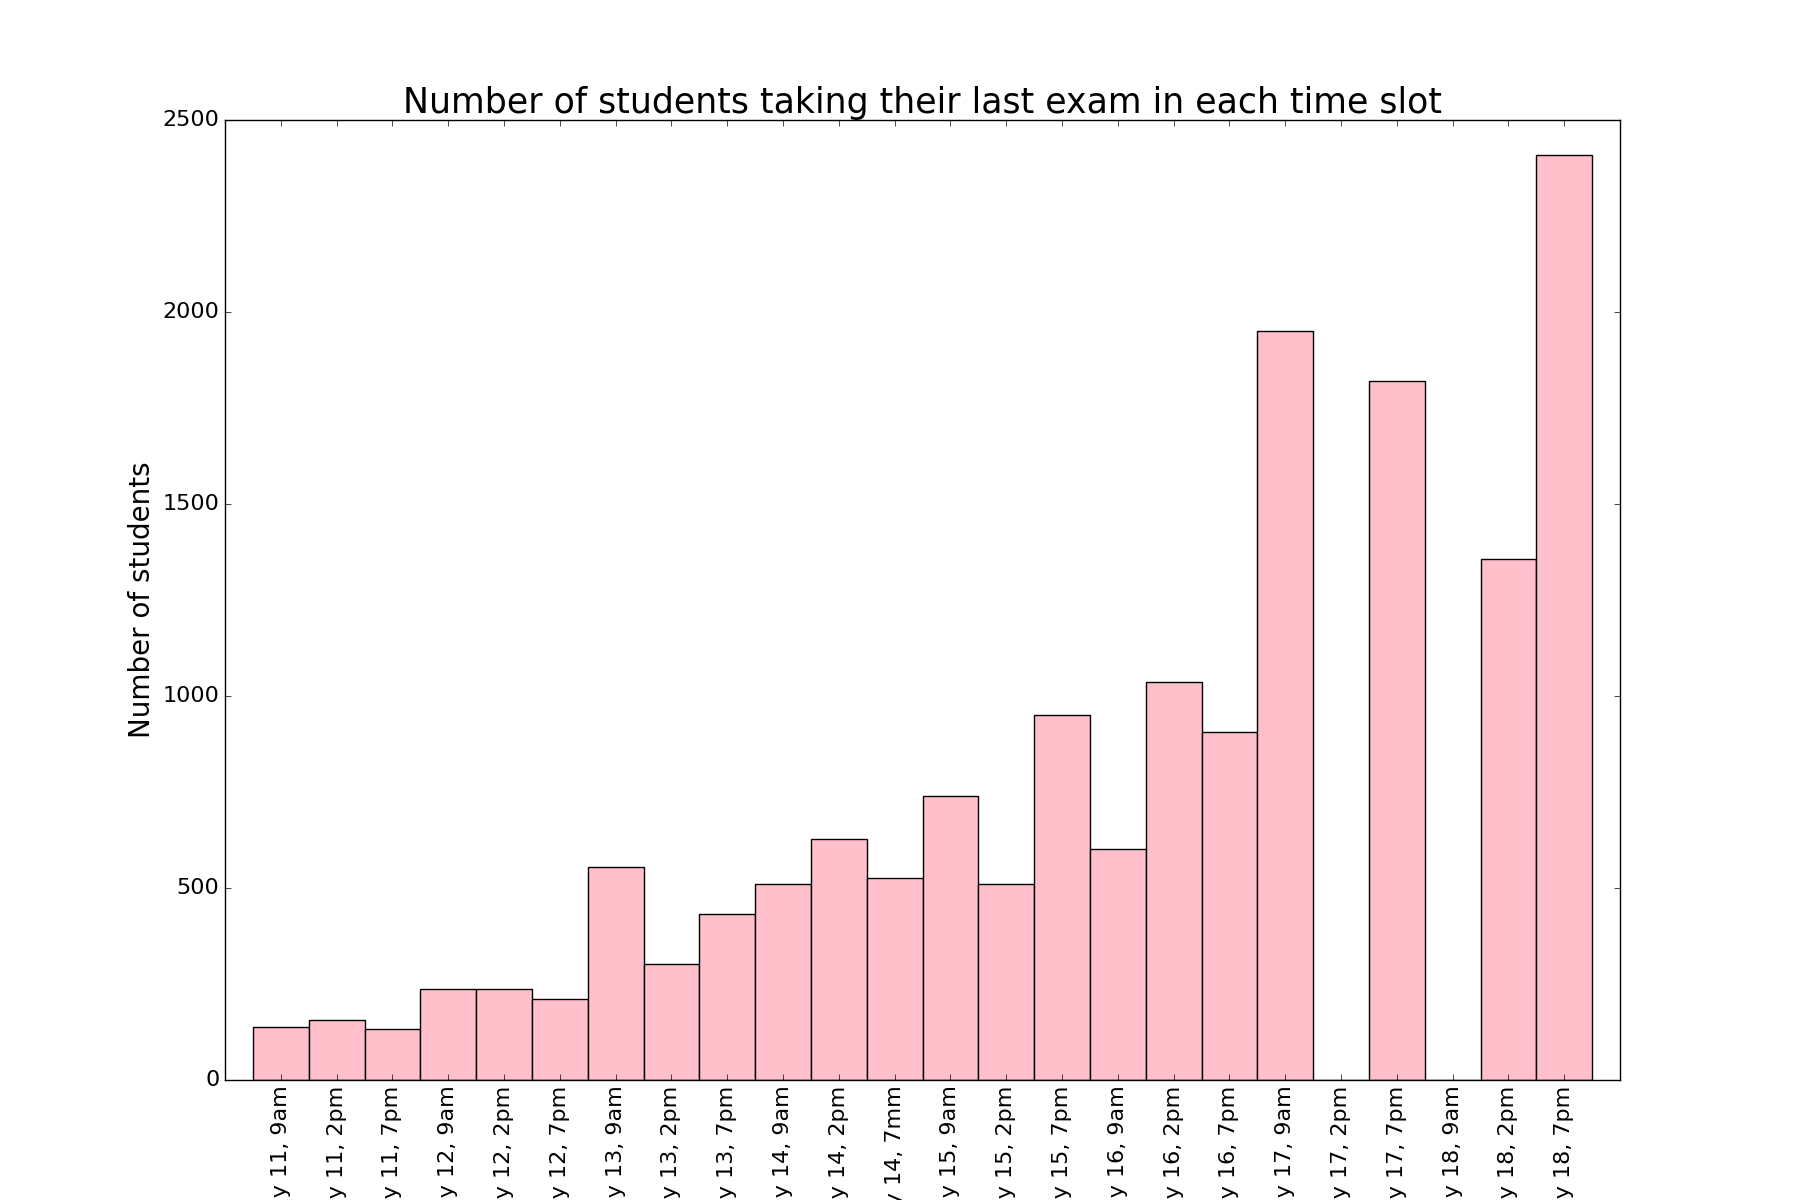 Number of students taking their last exam in each time slot
Number of students
2500
2000
1500
1000
500
0
y 11, 9am
y 11, 2pm
y 11, 7pm
y 12, 9am
y 12, 2pm
y 12, 7pm
y 13, 9am
y 13, 2pm
y 13, 7pm
y 14, 9am
y 14, 2pm
y 14, 7mm
y 15, 9am
y 15, 2pm
y 15, 7pm
y 16, 9am
y 16, 2pm
y 16, 7pm
y 17, 9am
y 17, 2pm
y 17, 7pm
y 18, 9am
y 18, 2pm
y 18, 7pm